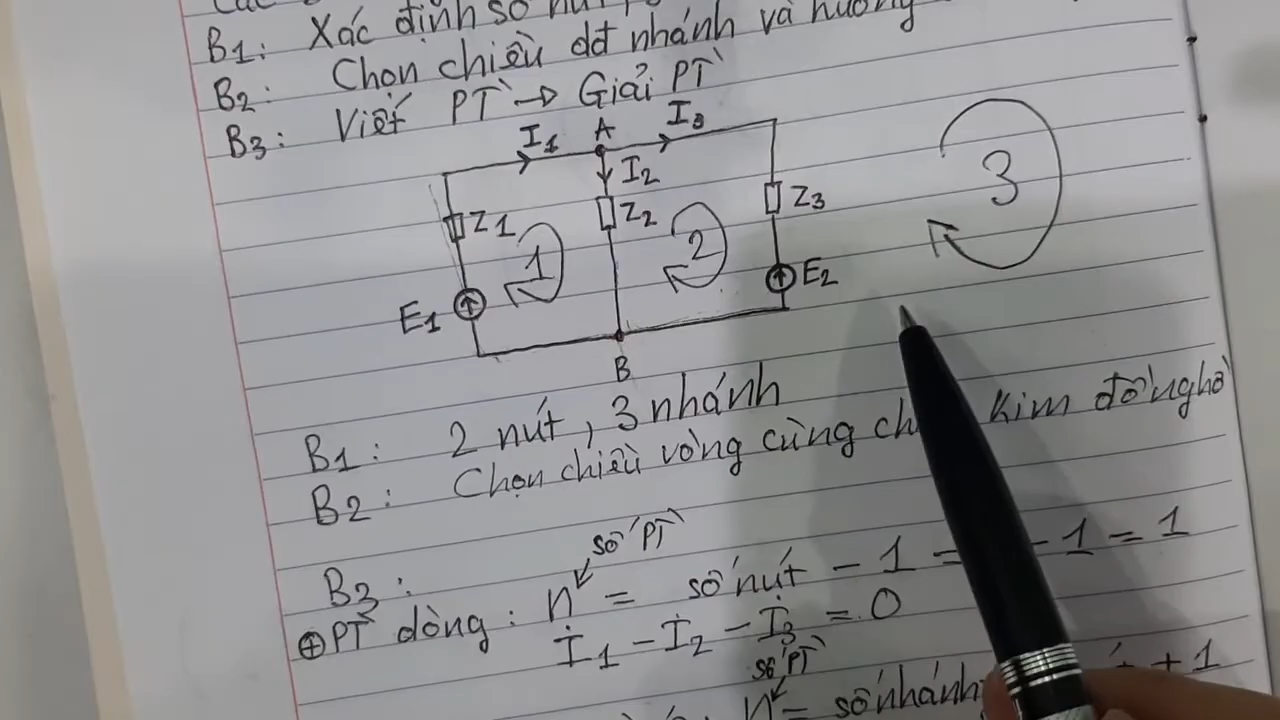 B1: Xác định số nút
B2: Chọn chiều dđ nhánh và hướng
B3: Viết PT → Giải PT
I1 A I3
I2
Z1 Z2 Z3
1 2 3
E1 E2
B
B1: 2 nút, 3 nhánh
B2: Chọn chiều vòng cùng kim đồng hồ
B3: số PT
⊕ PT dòng: n = số nút - 1 = - 1 = 1
İ1 - İ2 - İ3 = 0
số PT
n = số nhánh + 1